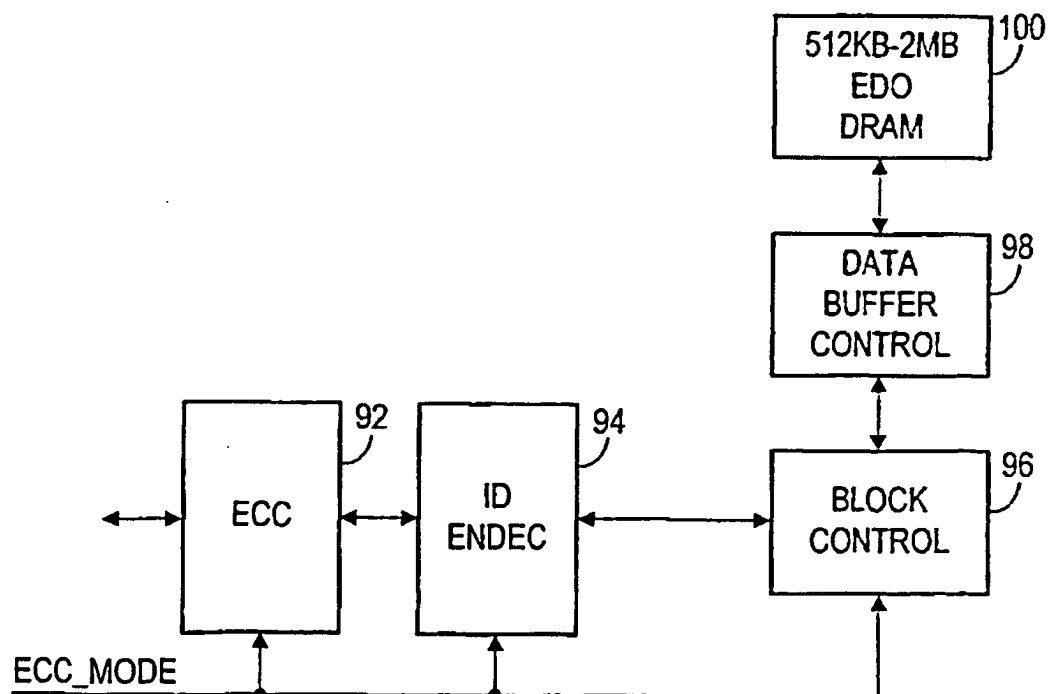 100
512KB-2MB
EDO
DRAM
98
DATA
BUFFER
CONTROL
92
ECC
94
ID
ENDEC
96
BLOCK
CONTROL
ECC_MODE